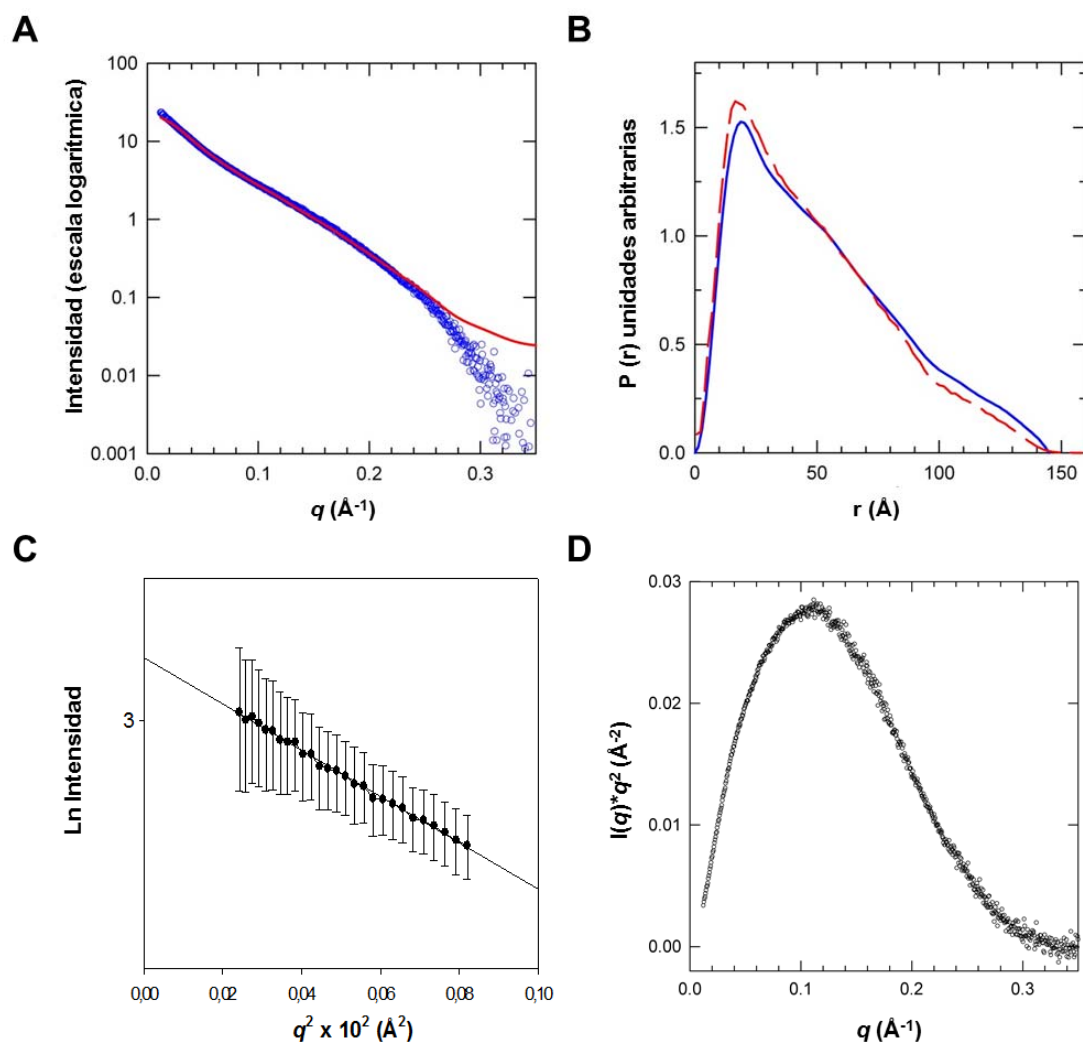 A
Intensidad (escala logarítmica)
100
10
1
0.1
0.01
0.001
0.0
0.1
0.2
0.3
q (Å-1)
B
P (r) unidades arbitrarias
1.5
1.0
0.5
0.0
0
50
100
150
r (Å)
C
Ln Intensidad
3
0,00
0,02
0,04
0,06
0,08
0,10
q2 x 102 (Å2)
D
I(q)*q2 (Å-2)
0.03
0.02
0.01
0.00
0.0
0.1
0.2
0.3
q (Å-1)